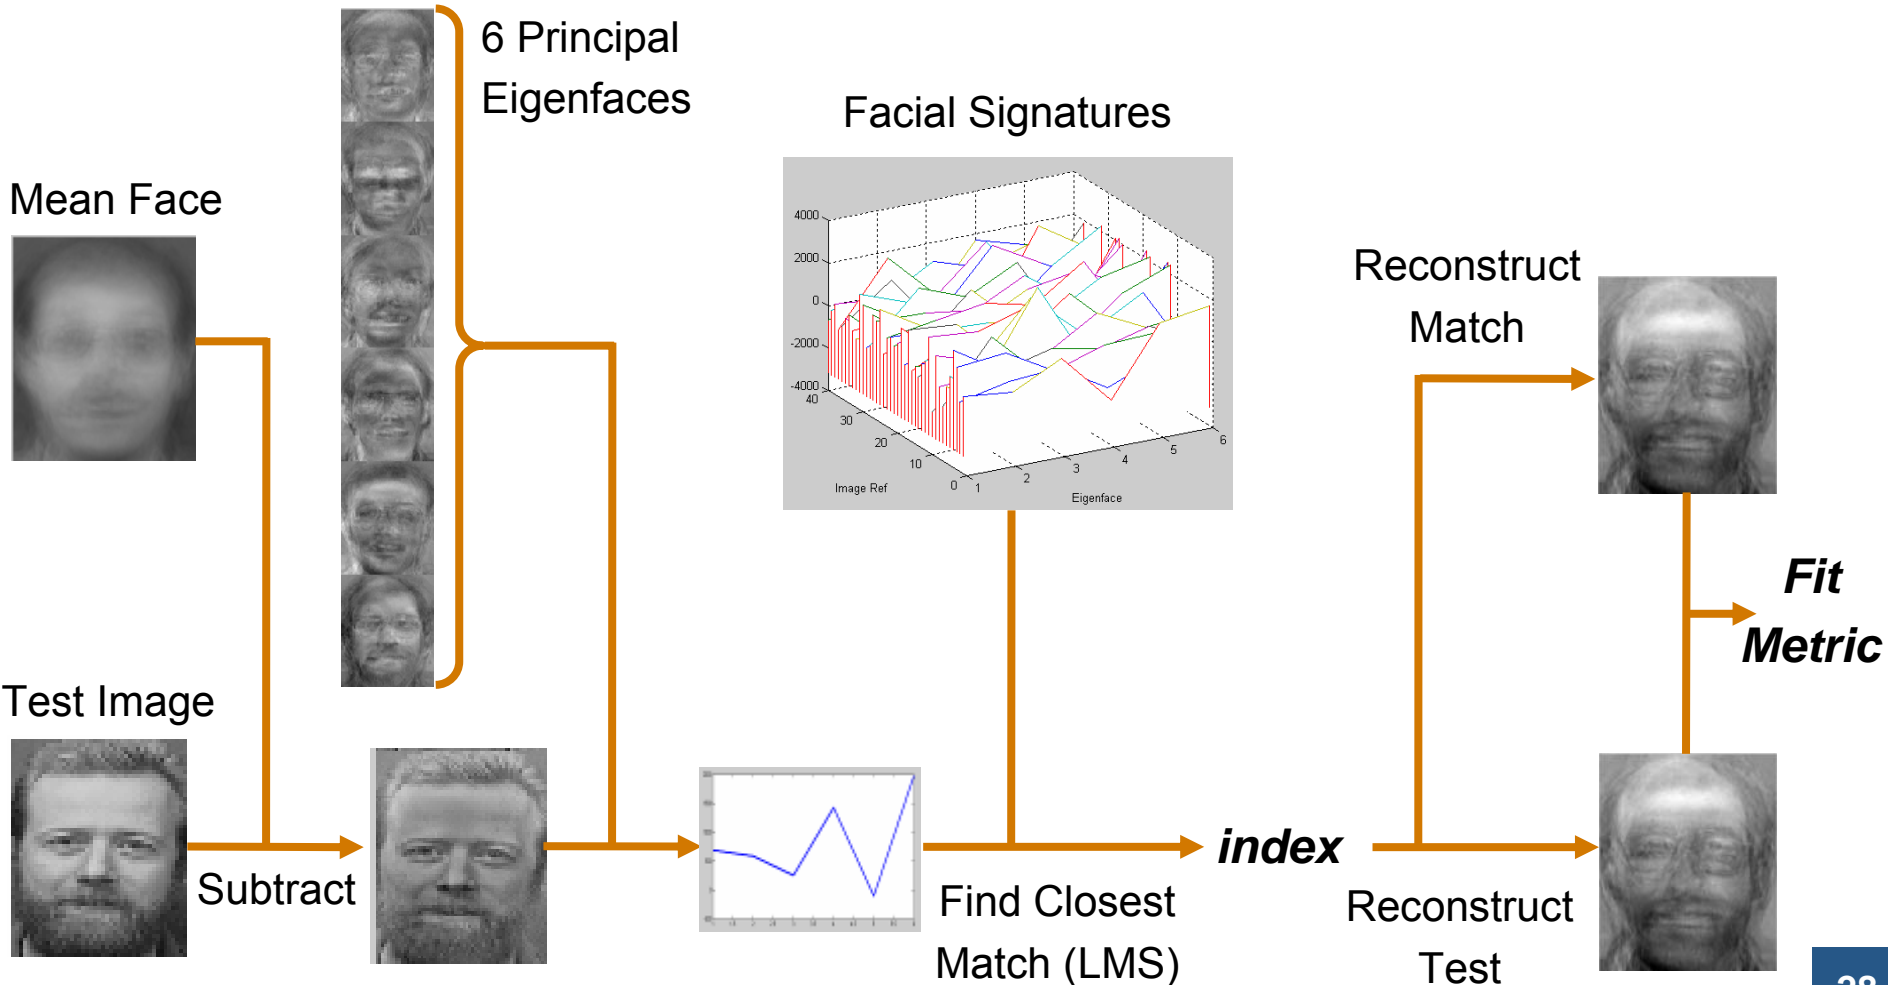 6 Principal
Eigenfaces
Facial Signatures
Mean Face
4000
2000
0
-2000
-4000
40
30
20
10
0
1
2
3
4
5
6
Image Ref
Eigenface
Reconstruct
Match
Fit
Metric
Test Image
Subtract
index
Find Closest
Match (LMS)
Reconstruct
Test